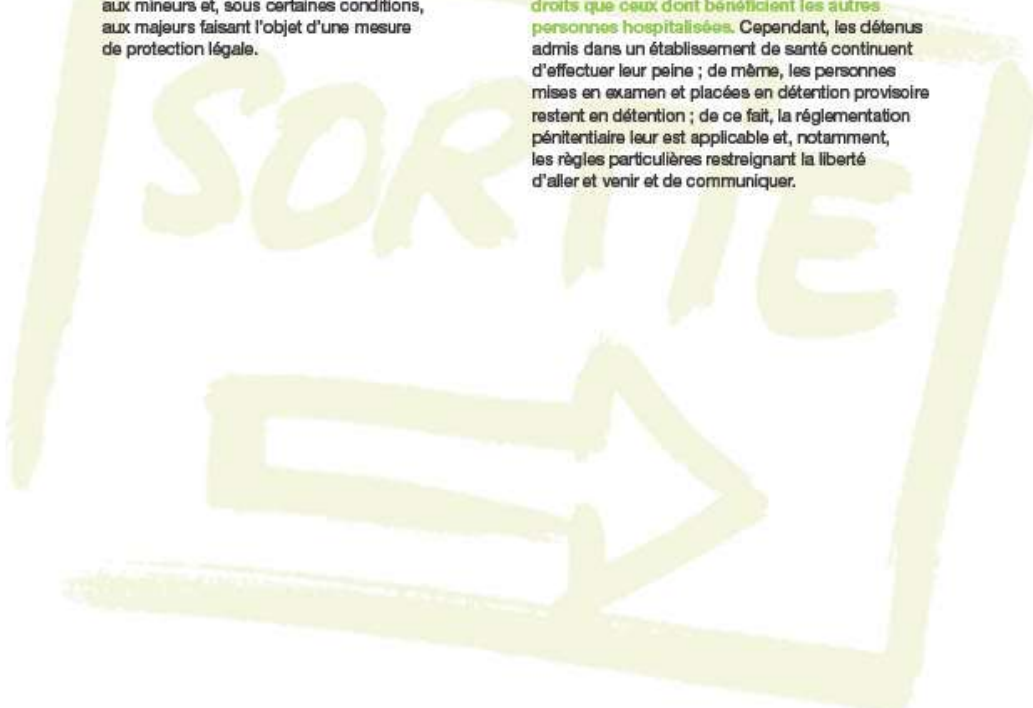 aux mineurs et, sous certaines conditions,
aux majeurs faisant l'objet d'une mesure
de protection légale.
droits que ceux dont bénéficient les autres
personnes hospitalisées. Cependant, les détenus
admis dans un établissement de santé continuent
d'effectuer leur peine ; de même, les personnes
mises en examen et placées en détention provisoire
restent en détention ; de ce fait, la réglementation
pénitentiaire leur est applicable et, notamment,
les règles particulières restreignant la liberté
d'aller et venir et de communiquer.
SORTIE